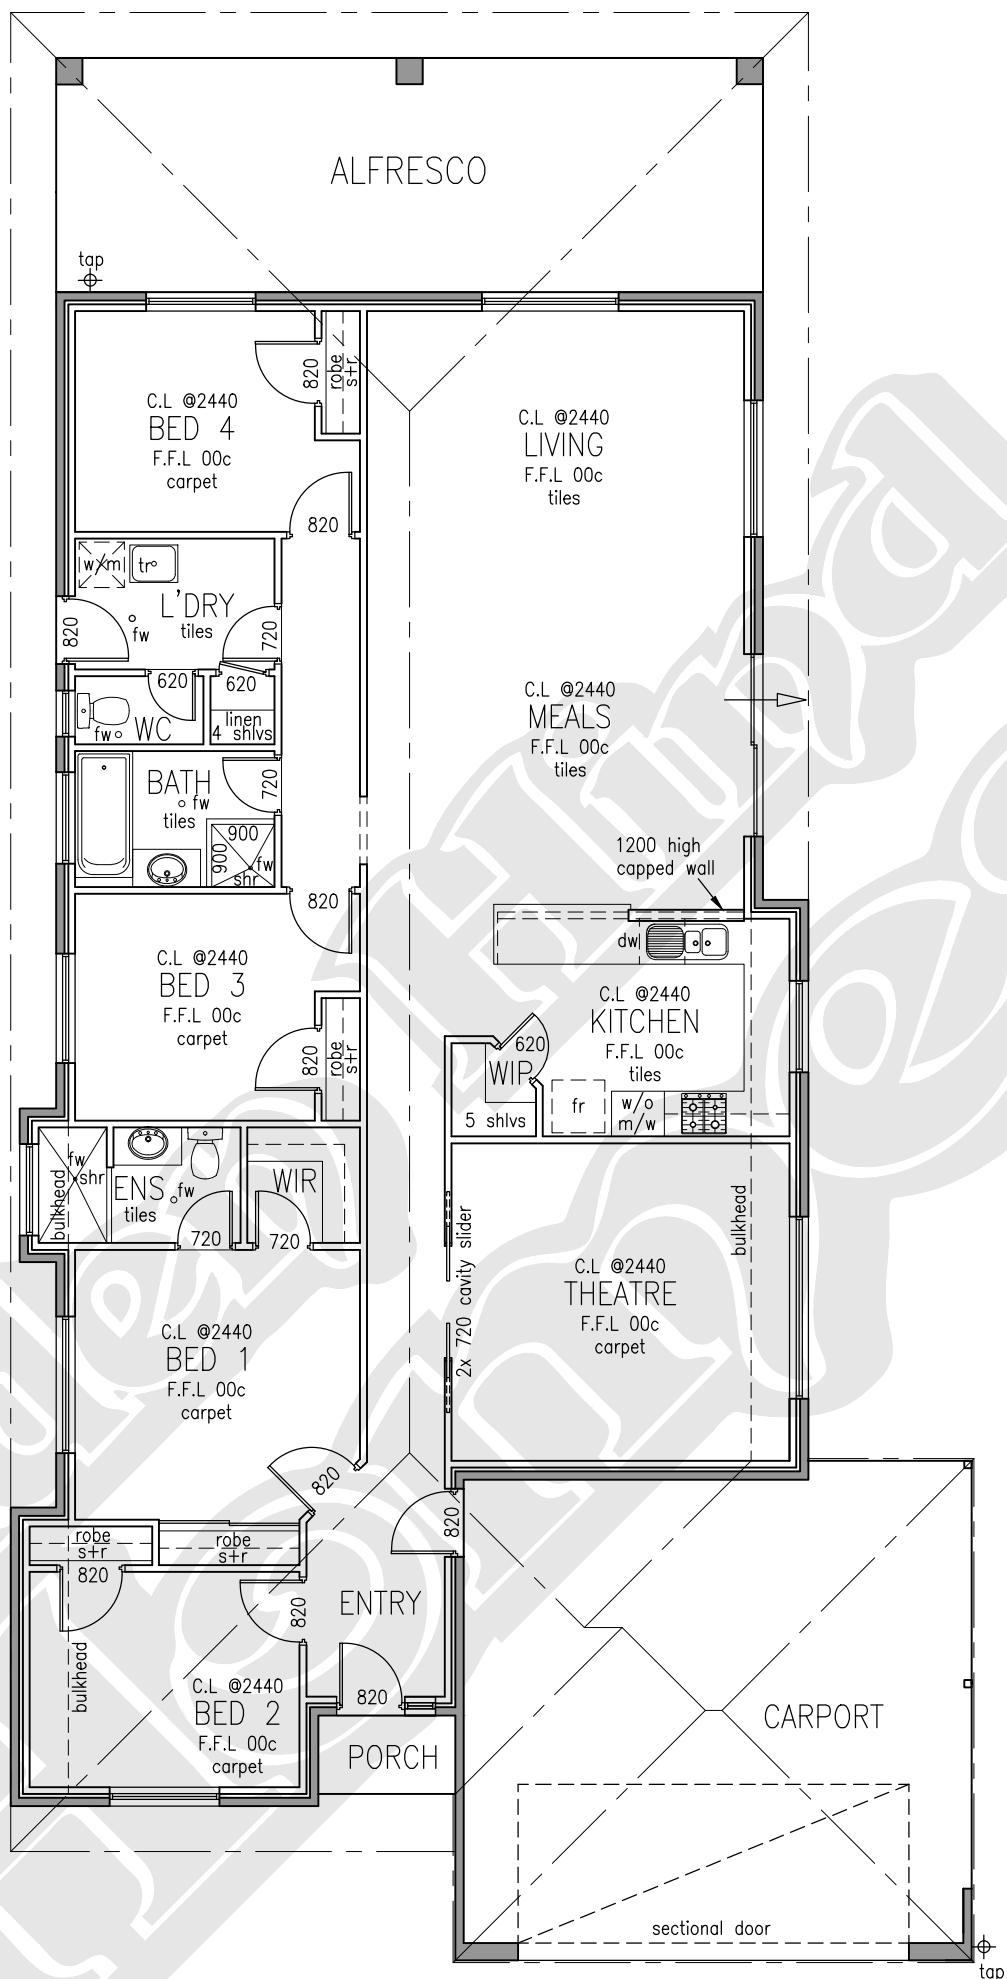 ALFRESCO
tap
C.L @2440
BED 4
F.F.L 00c
carpet
820
robe
s+r
820
C.L @2440
LIVING
F.F.L 00c
tiles
w/m
tr
L'DRY
tiles
fw
820
720
620
620
fw
WC
linen
4 shlvs
C.L @2440
MEALS
F.F.L 00c
tiles
BATH
fw
tiles
720
900
900
fw
shr
1200 high
capped wall
820
C.L @2440
BED 3
F.F.L 00c
carpet
820
robe
s+r
dw
C.L @2440
KITCHEN
F.F.L 00c
tiles
620
WIP
5 shlvs
fr
w/o
m/w
bulkhead
fw
shr
ENS
fw
tiles
720
WIR
720
2x 720 cavity slider
bulkhead
C.L @2440
THEATRE
F.F.L 00c
carpet
C.L @2440
BED 1
F.F.L 00c
carpet
820
820
robe
s+r
robe
s+r
820
820
ENTRY
820
bulkhead
C.L @2440
BED 2
F.F.L 00c
carpet
PORCH
CARPORT
sectional door
tap